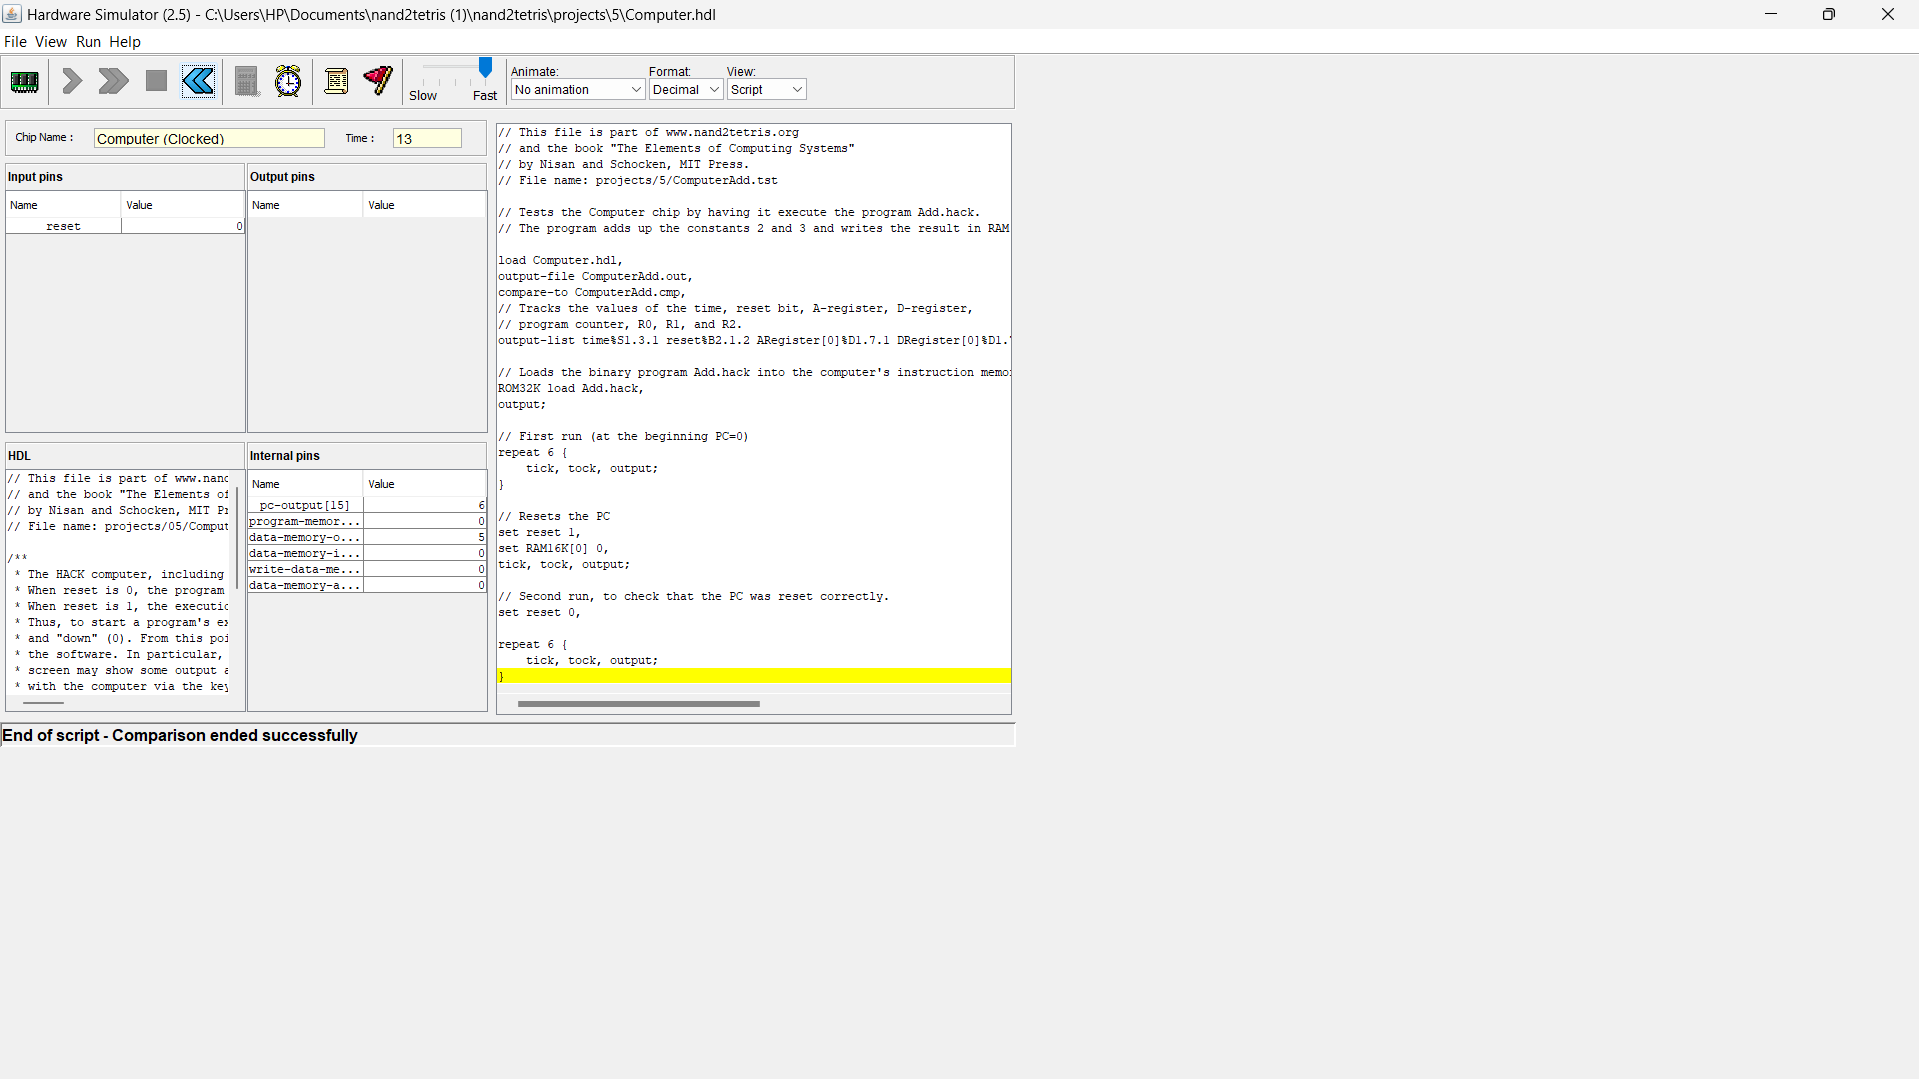 Hardware Simulator (2.5) - C:\Users\HP\Documents\nand2tetris (1)\nand2tetris\projects\5\Computer.hdl
File View Run Help
Slow Fast
Animate: Format: View:
No animation Decimal Script
Chip Name : Computer (Clocked) Time : 13
Input pins
Name Value
reset 0
Output pins
Name Value
HDL
// This file is part of www.nand
// and the book "The Elements of
// by Nisan and Schocken, MIT Pr
// File name: projects/05/Comput
/**
* The HACK computer, including
* When reset is 0, the program
* When reset is 1, the executio
* Thus, to start a program's ex
* and "down" (0). From this poi
* the software. In particular,
* screen may show some output a
* with the computer via the key
Internal pins
Name Value
pc-output[15] 6
program-memor... 0
data-memory-o... 5
data-memory-i... 0
write-data-me... 0
data-memory-a... 0
// This file is part of www.nand2tetris.org
// and the book "The Elements of Computing Systems"
// by Nisan and Schocken, MIT Press.
// File name: projects/5/ComputerAdd.tst
// Tests the Computer chip by having it execute the program Add.hack.
// The program adds up the constants 2 and 3 and writes the result in RAM
load Computer.hdl,
output-file ComputerAdd.out,
compare-to ComputerAdd.cmp,
// Tracks the values of the time, reset bit, A-register, D-register,
// program counter, R0, R1, and R2.
output-list time%S1.3.1 reset%B2.1.2 ARegister[0]%D1.7.1 DRegister[0]%D1.
// Loads the binary program Add.hack into the computer's instruction memo
ROM32K load Add.hack,
output;
// First run (at the beginning PC=0)
repeat 6 {
tick, tock, output;
}
// Resets the PC
set reset 1,
set RAM16K[0] 0,
tick, tock, output;
// Second run, to check that the PC was reset correctly.
set reset 0,
repeat 6 {
tick, tock, output;
}
End of script - Comparison ended successfully